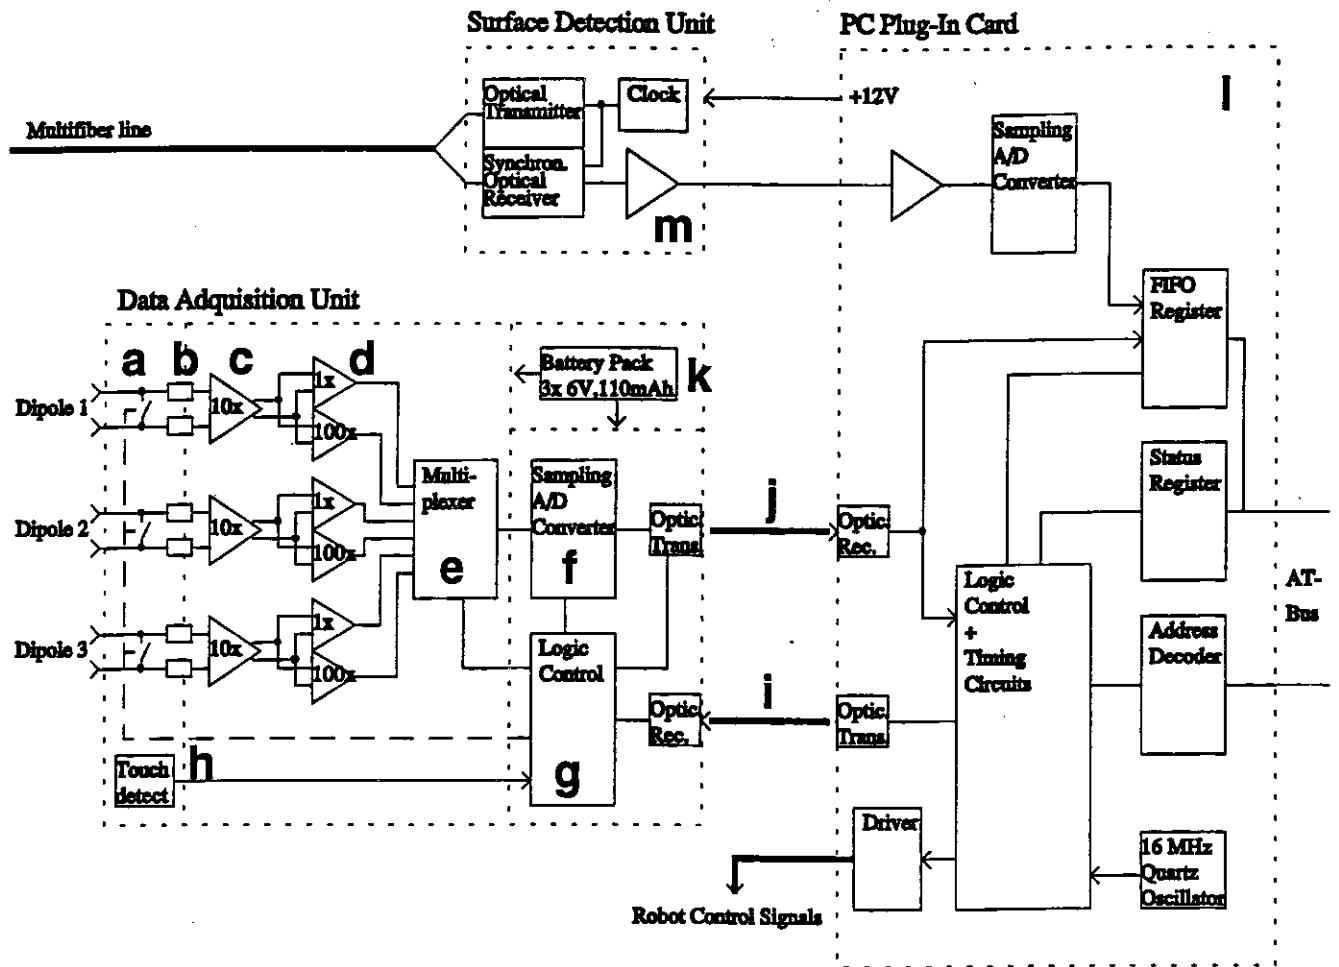 Surface Detection Unit
PC Plug-In Card
Optical
Transmitter
Clock
+12V
l
Multifiber line
Synchron.
Optical
Receiver
m
Sampling
A/D
Converter
FIFO
Register
Data Adquisition Unit
a
b
c
d
Battery Pack
3x 6V,110mAh
k
Dipole 1
10x
1x
100x
Multi-
plexer
e
Sampling
A/D
Converter
f
Status
Register
Dipole 2
10x
1x
100x
Optic.
Trans.
i
Optic.
Rec.
Logic
Control
+
Timing
Circuits
AT-
Bus
Dipole 3
10x
1x
100x
Logic
Control
g
Address
Decoder
Optic.
Rec.
i
Optic.
Trans.
h
Touch
detect
Driver
16 MHz
Quartz
Oscillator
Robot Control Signals